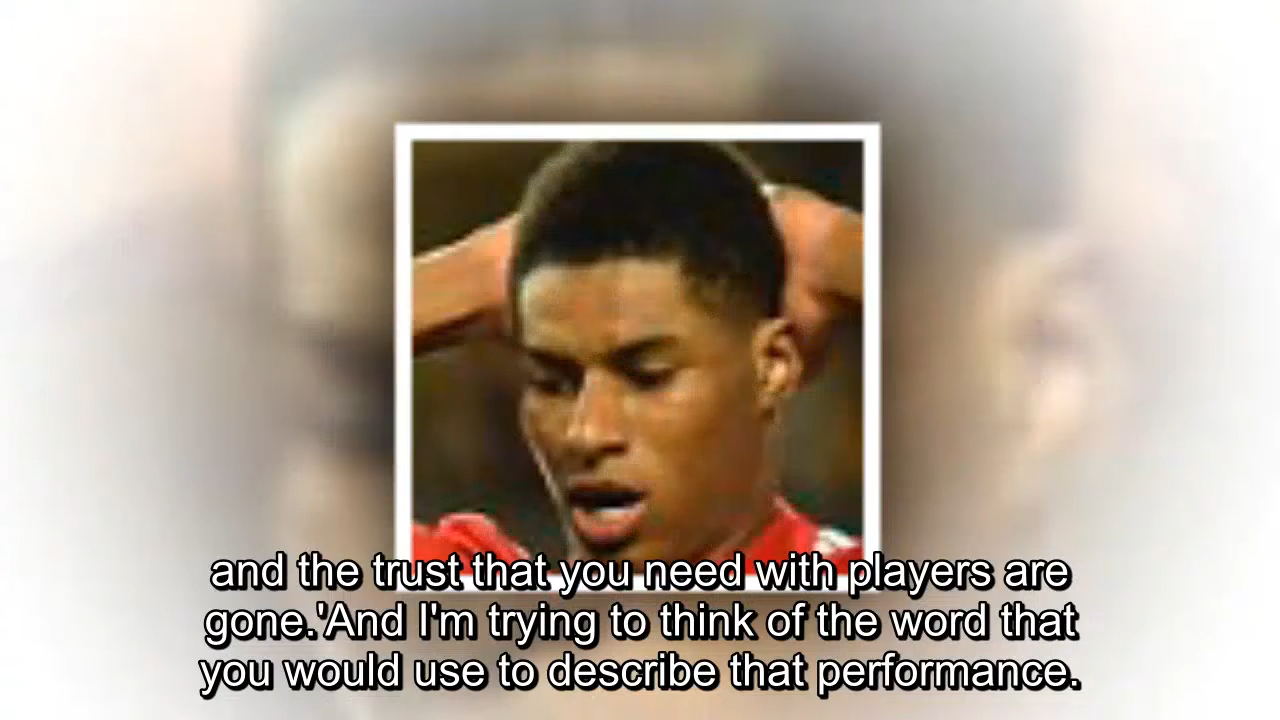 and the trust that you need with players are
gone.'And I'm trying to think of the word that
you would use to describe that performance.